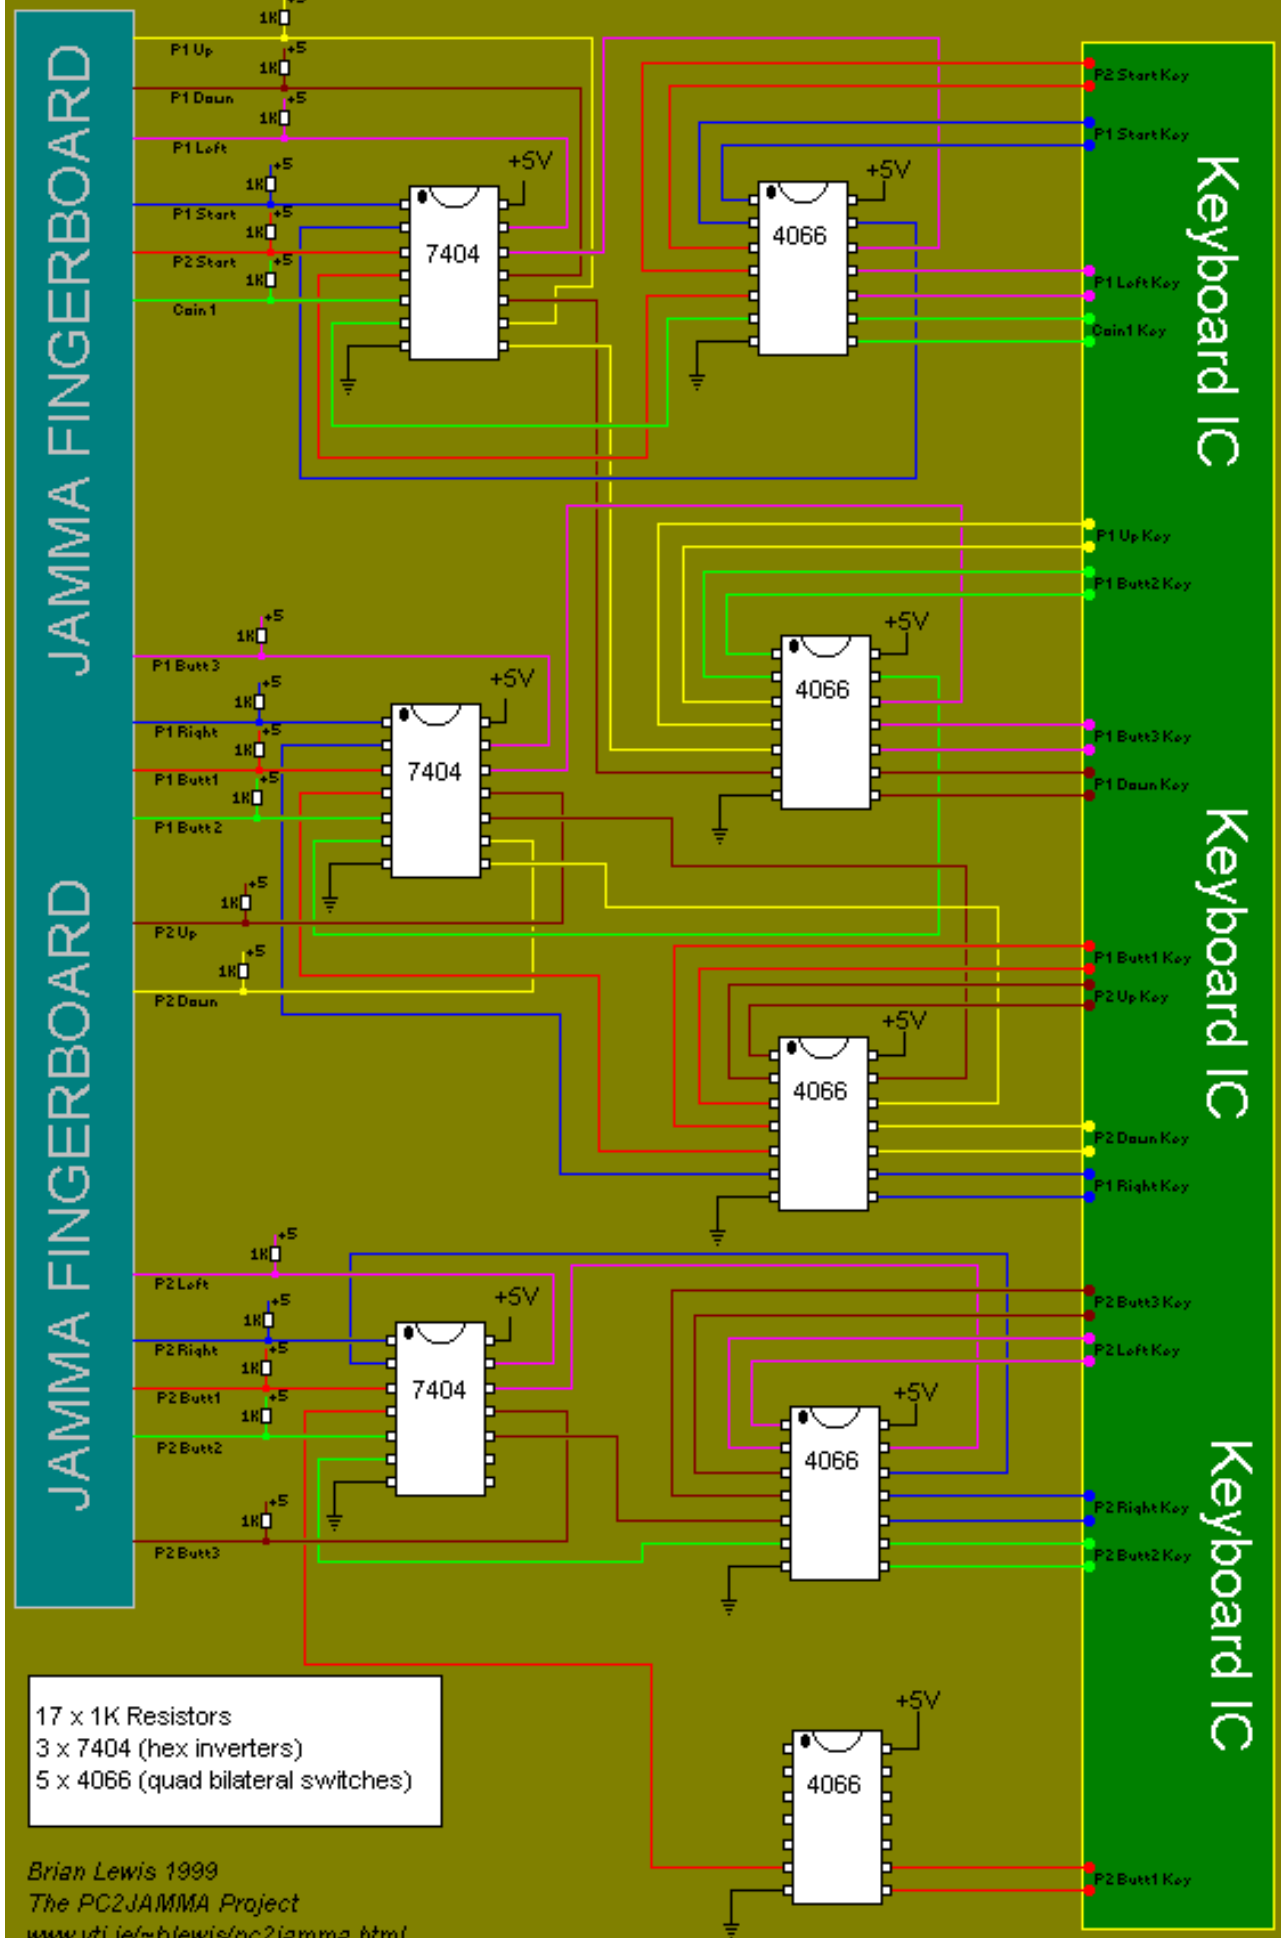 JAMMA FINGERBOARD
JAMMA FINGERBOARD
+5
1K
P1 Up
+5
1K
P1 Down
+5
1K
P1 Left
+5
1K
P1 Start
+5
1K
P2 Start
+5
1K
Coin 1
+5V
7404
+5V
4066
P2 Start Key
P1 Start Key
P1 Left Key
Coin1 Key
Keyboard IC
P1 Up Key
P1 Butt2 Key
+5V
4066
P1 Butt3 Key
P1 Down Key
+5
1K
P1 Butt3
+5
1K
P1 Right
+5
1K
P1 Butt1
+5
1K
P1 Butt2
+5V
7404
+5
1K
P2 Up
+5
1K
P2 Down
Keyboard IC
P1 Butt1 Key
P2 Up Key
+5V
4066
P2 Down Key
P1 Right Key
+5
1K
P2 Left
+5
1K
P2 Right
+5
1K
P2 Butt1
+5
1K
P2 Butt2
+5
1K
P2 Butt3
+5V
7404
P2 Butt3 Key
P2 Left Key
+5V
4066
P2 Right Key
P2 Butt2 Key
Keyboard IC
+5V
4066
P2 Butt1 Key
17 x 1K Resistors
3 x 7404 (hex inverters)
5 x 4066 (quad bilateral switches)
Brian Lewis 1999
The PC2JAMMA Project